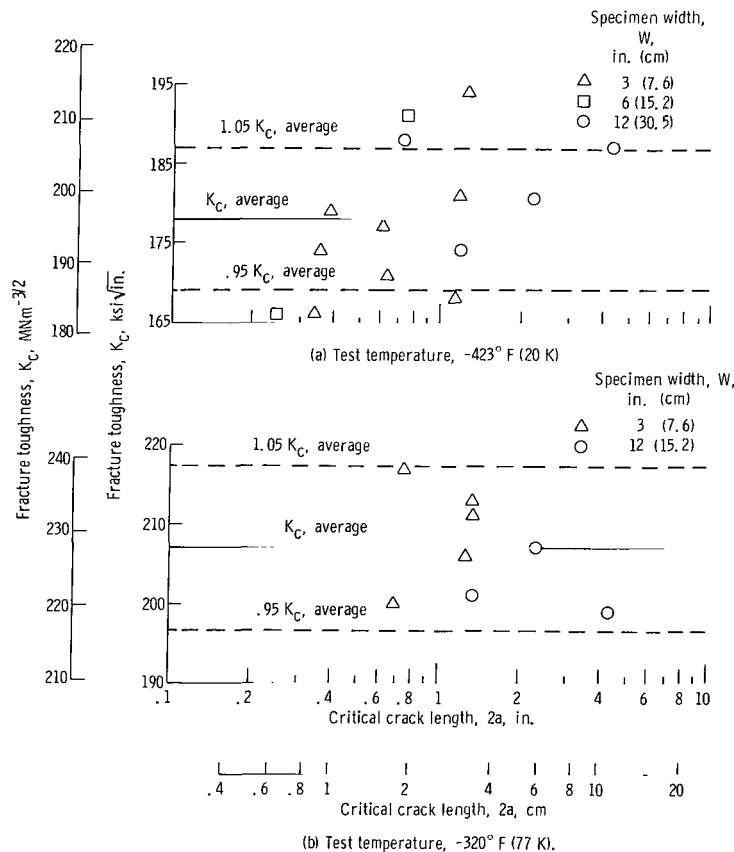 Specimen width,
W,
in. (cm)
△ 3 (7.6)
□ 6 (15.2)
○ 12 (30.5)
220
210
200
190
180
195
185
175
165
1.05 K_C, average
K_C, average
.95 K_C, average
Fracture toughness, K_C, MNm^-3/2
Fracture toughness, K_C, ksi√in.
(a) Test temperature, -423° F (20 K)
Specimen width, W,
in. (cm)
△ 3 (7.6)
○ 12 (15.2)
240
230
220
210
220
210
200
190
1.05 K_C, average
K_C, average
.95 K_C, average
.1 .2 .4 .6 .8 1 2 4 6 8 10
Critical crack length, 2a, in.
.4 .6 .8 1 2 4 6 8 10 20
Critical crack length, 2a, cm
(b) Test temperature, -320° F (77 K).